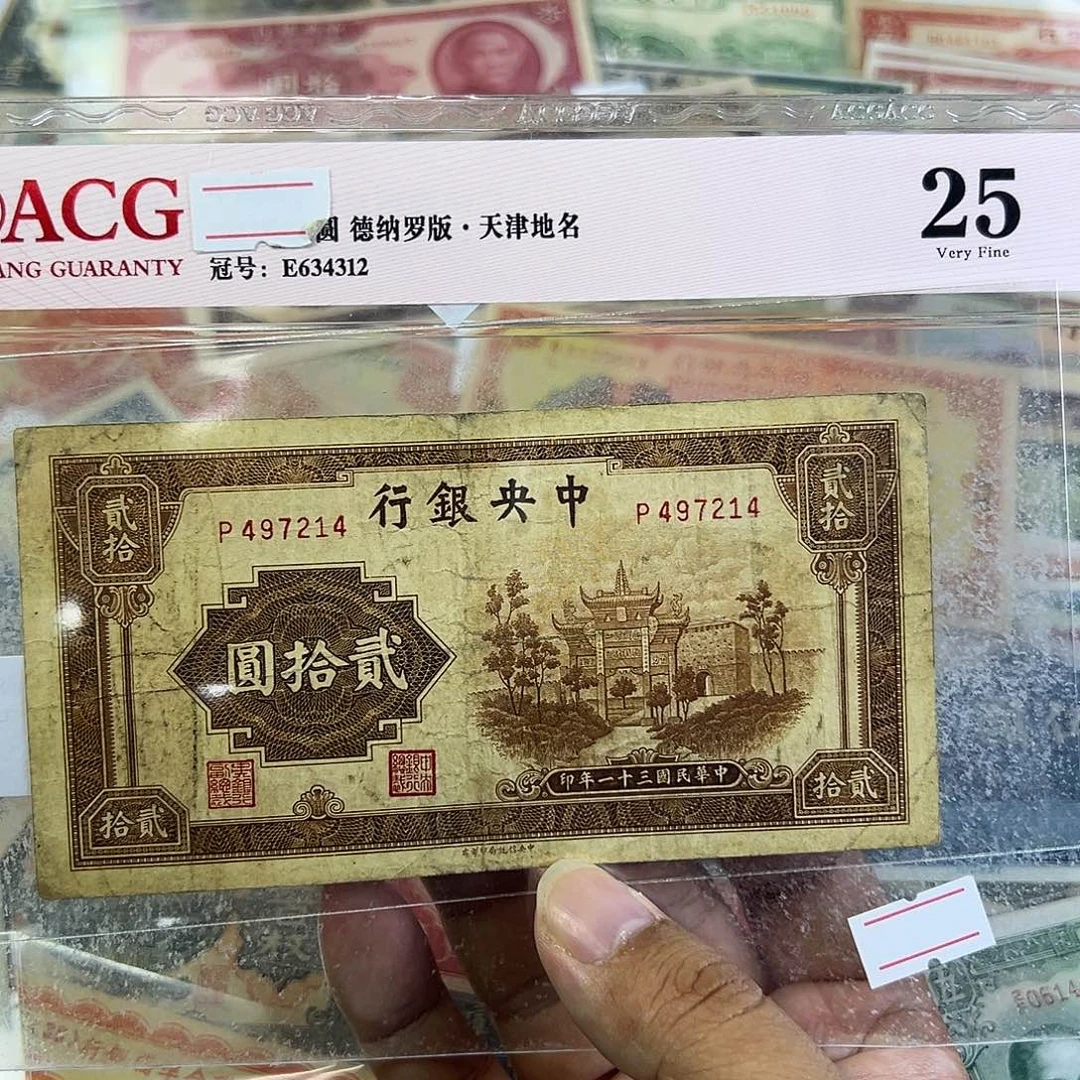 ACG
圓 德纳罗版·天津地名
25
ANG GUARANTY
冠号：E634312
Very Fine
行銀央中
P497214
P497214
貳拾
貳拾
圓拾貳
印年一十三國民華中
拾貳
拾貳